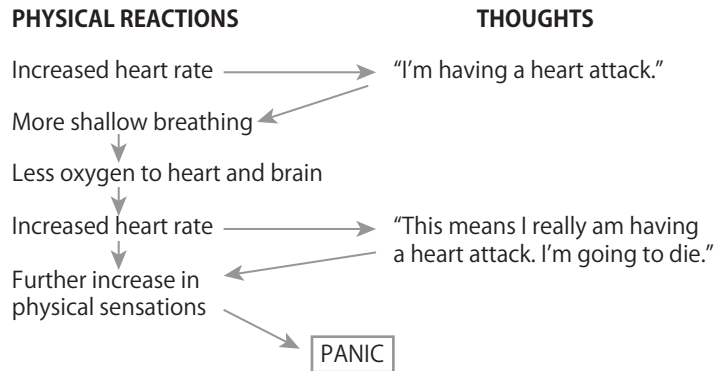 PHYSICAL REACTIONS THOUGHTS
Increased heart rate “I’m having a heart attack.”
More shallow breathing
Less oxygen to heart and brain
Increased heart rate “This means I really am having
a heart attack. I’m going to die.”
Further increase in
physical sensations
PANIC